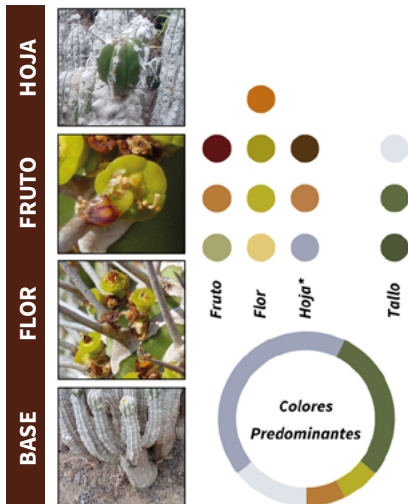 HOJA
FRUTO
FLOR
BASE
Fruto
Flor
Hoja*
Tallo
Colores
Predominantes